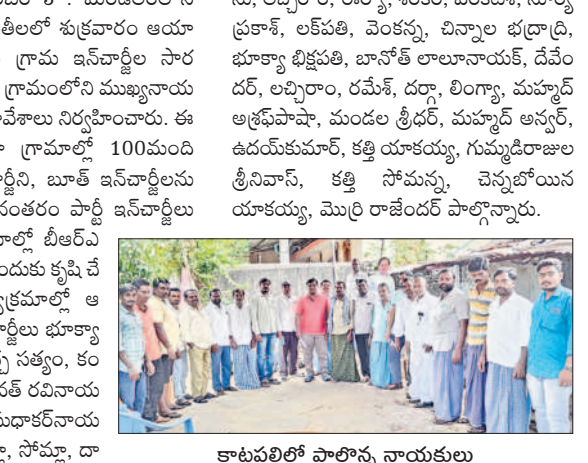 తీలలో శుక్రవారం ఆయా
గ్రామ ఇన్‌చార్జీల సార
గ్రామంలోని ముఖ్యనాయ
వేశాలు నిర్వహించారు. ఈ
గ్రామాల్లో 100మంది
ర్జీని, బూత్ ఇన్‌చార్జీలను
నంతరం పార్టీ ఇన్‌చార్జీలు
మాల్లో బీఆర్ఎ
ందుకు కృషి చే
్యక్రమాల్లో ఆ
ర్జీలు భూక్యా
సత్యం, కం
వత్ రవినాయ
సుధాకర్‌నాయ
సోమ్లా, దా
ప్రకాశ్, లక్‌పతి, వెంకన్న, చిన్నాల భద్రాద్రి,
భూక్యా భిక్షపతి, బానోత్ లాలూనాయక్, దేవేం
దర్, లచ్చిరాం, రమేశ్, దర్గా, లింగ్యా, మహ్మద్
అశ్రఫ్‌పాషా, మండల శ్రీధర్, మహ్మద్ అన్వర్,
ఉదయ్‌కుమార్, కత్తి యాకయ్య, గుమ్మడిరాజుల
శ్రీనివాస్, కత్తి సోమన్న, చెన్నబోయిన
యాకయ్య, మొర్రి రాజేందర్ పాల్గొన్నారు.
కాట్రపల్లిలో పాల్గొన్న నాయకులు